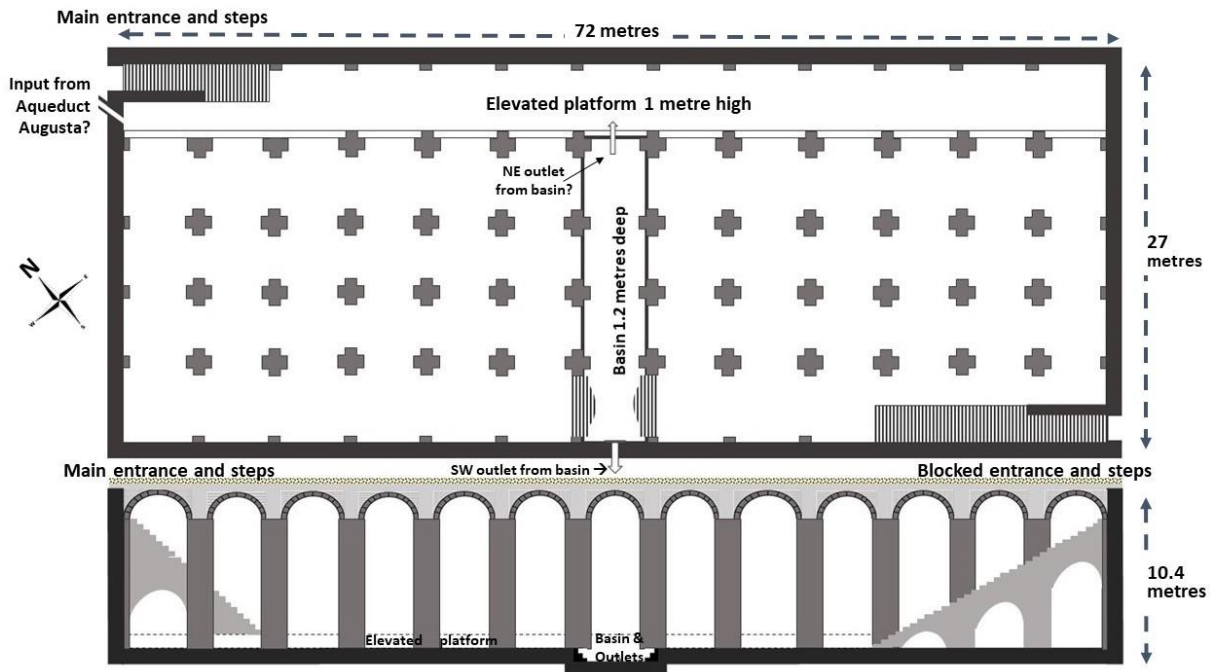 Main entrance and steps
72 metres
Input from
Aqueduct
Augusta?
Elevated platform 1 metre high
NE outlet
from basin?
Basin 1.2 metres deep
27
metres
N
E
W
S
Main entrance and steps
SW outlet from basin →
Blocked entrance and steps
10.4
metres
Elevated platform
Basin &
Outlets